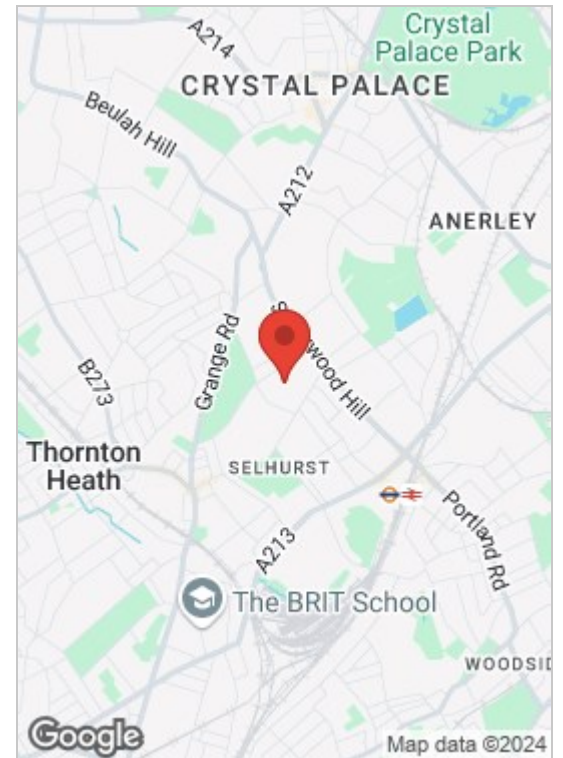 Crystal
Palace Park
A214
CRYSTAL PALACE
Beulah Hill
A212
ANERLEY
Grange Rd
wood Hill
B273
Thornton
Heath
SELHURST
Portland Rd
A213
The BRIT School
WOODSID
Google
Map data ©2024